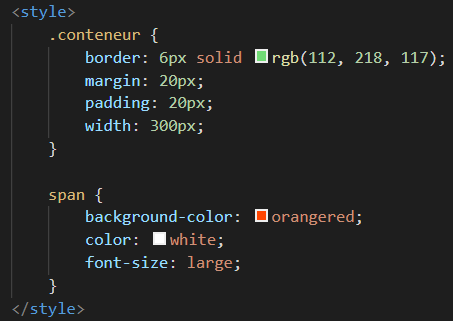 <style>
    .conteneur {
        border: 6px solid rgb(112, 218, 117);
        margin: 20px;
        padding: 20px;
        width: 300px;
    }

    span {
        background-color: orangered;
        color: white;
        font-size: large;
    }
</style>